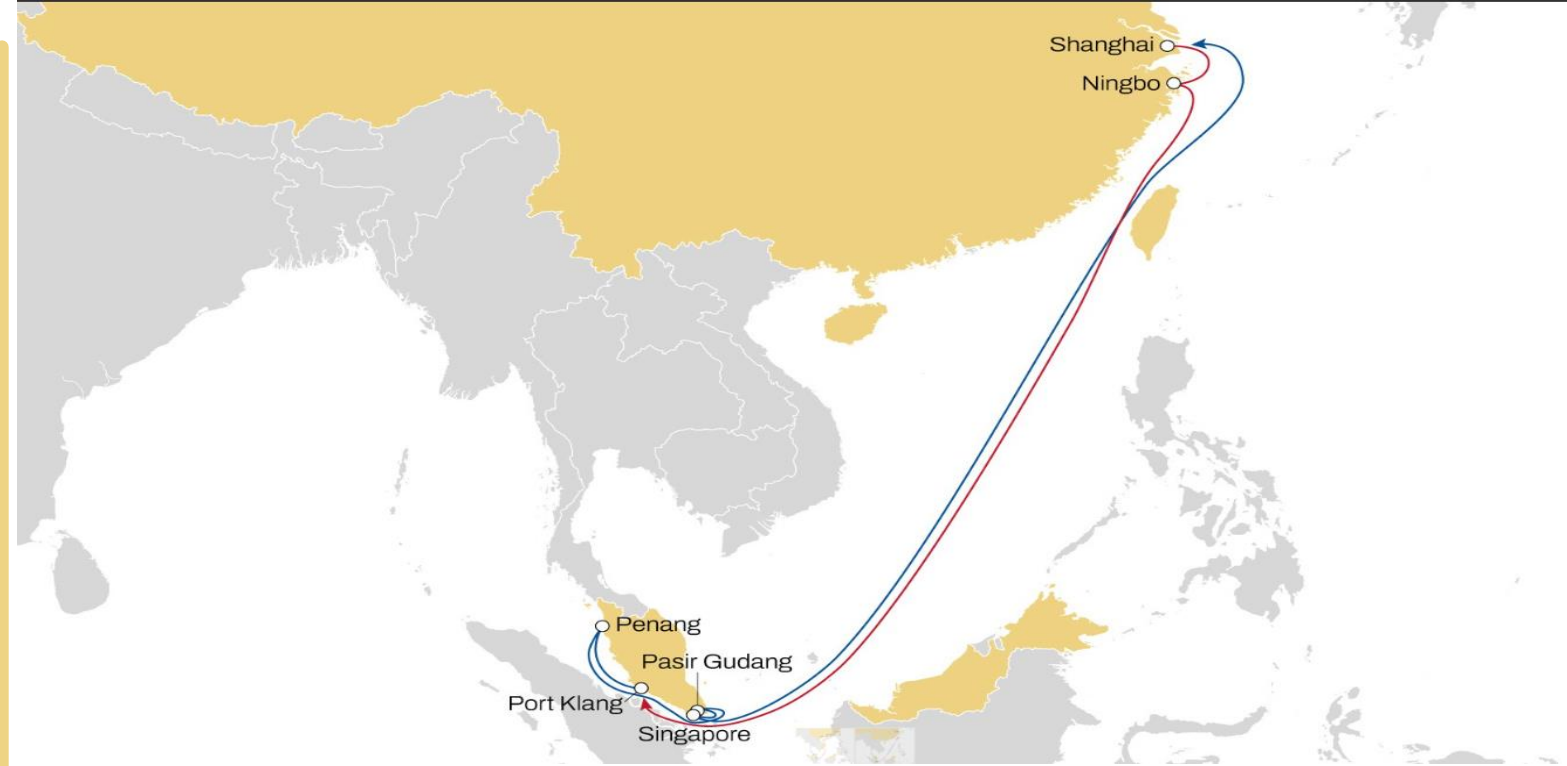 Shanghai
Ningbo
Penang
Pasir Gudang
Port Klang
Singapore